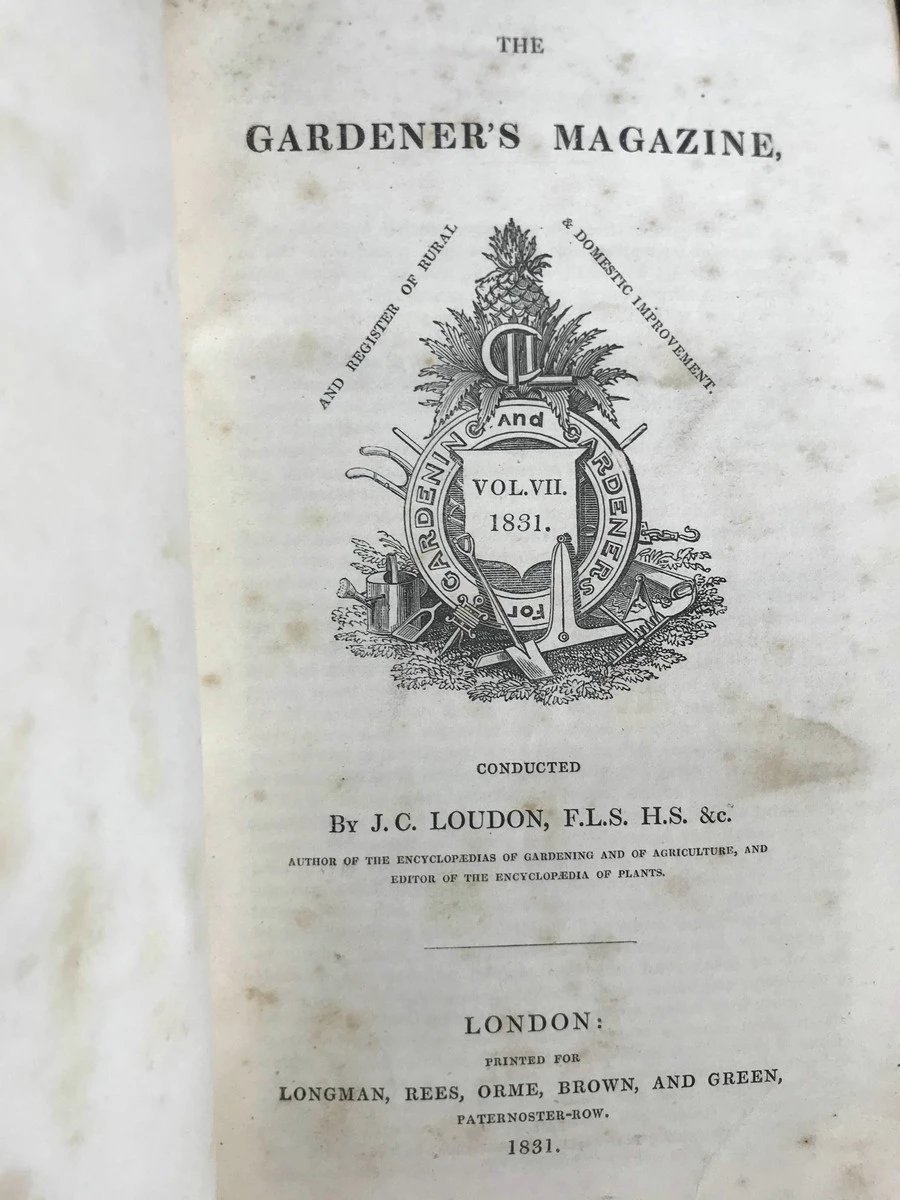 THE
GARDENER'S MAGAZINE,
AND REGISTER OF RURAL
& DOMESTIC IMPROVEMENT.
CHL
FOR GARDENING AND GARDENERS
VOL. VII.
1831.
CONDUCTED
BY J. C. LOUDON, F.L.S. H.S. &c.
AUTHOR OF THE ENCYCLOPÆDIAS OF GARDENING AND OF AGRICULTURE, AND
EDITOR OF THE ENCYCLOPÆDIA OF PLANTS.
LONDON:
PRINTED FOR
LONGMAN, REES, ORME, BROWN, AND GREEN,
PATERNOSTER-ROW.
1831.